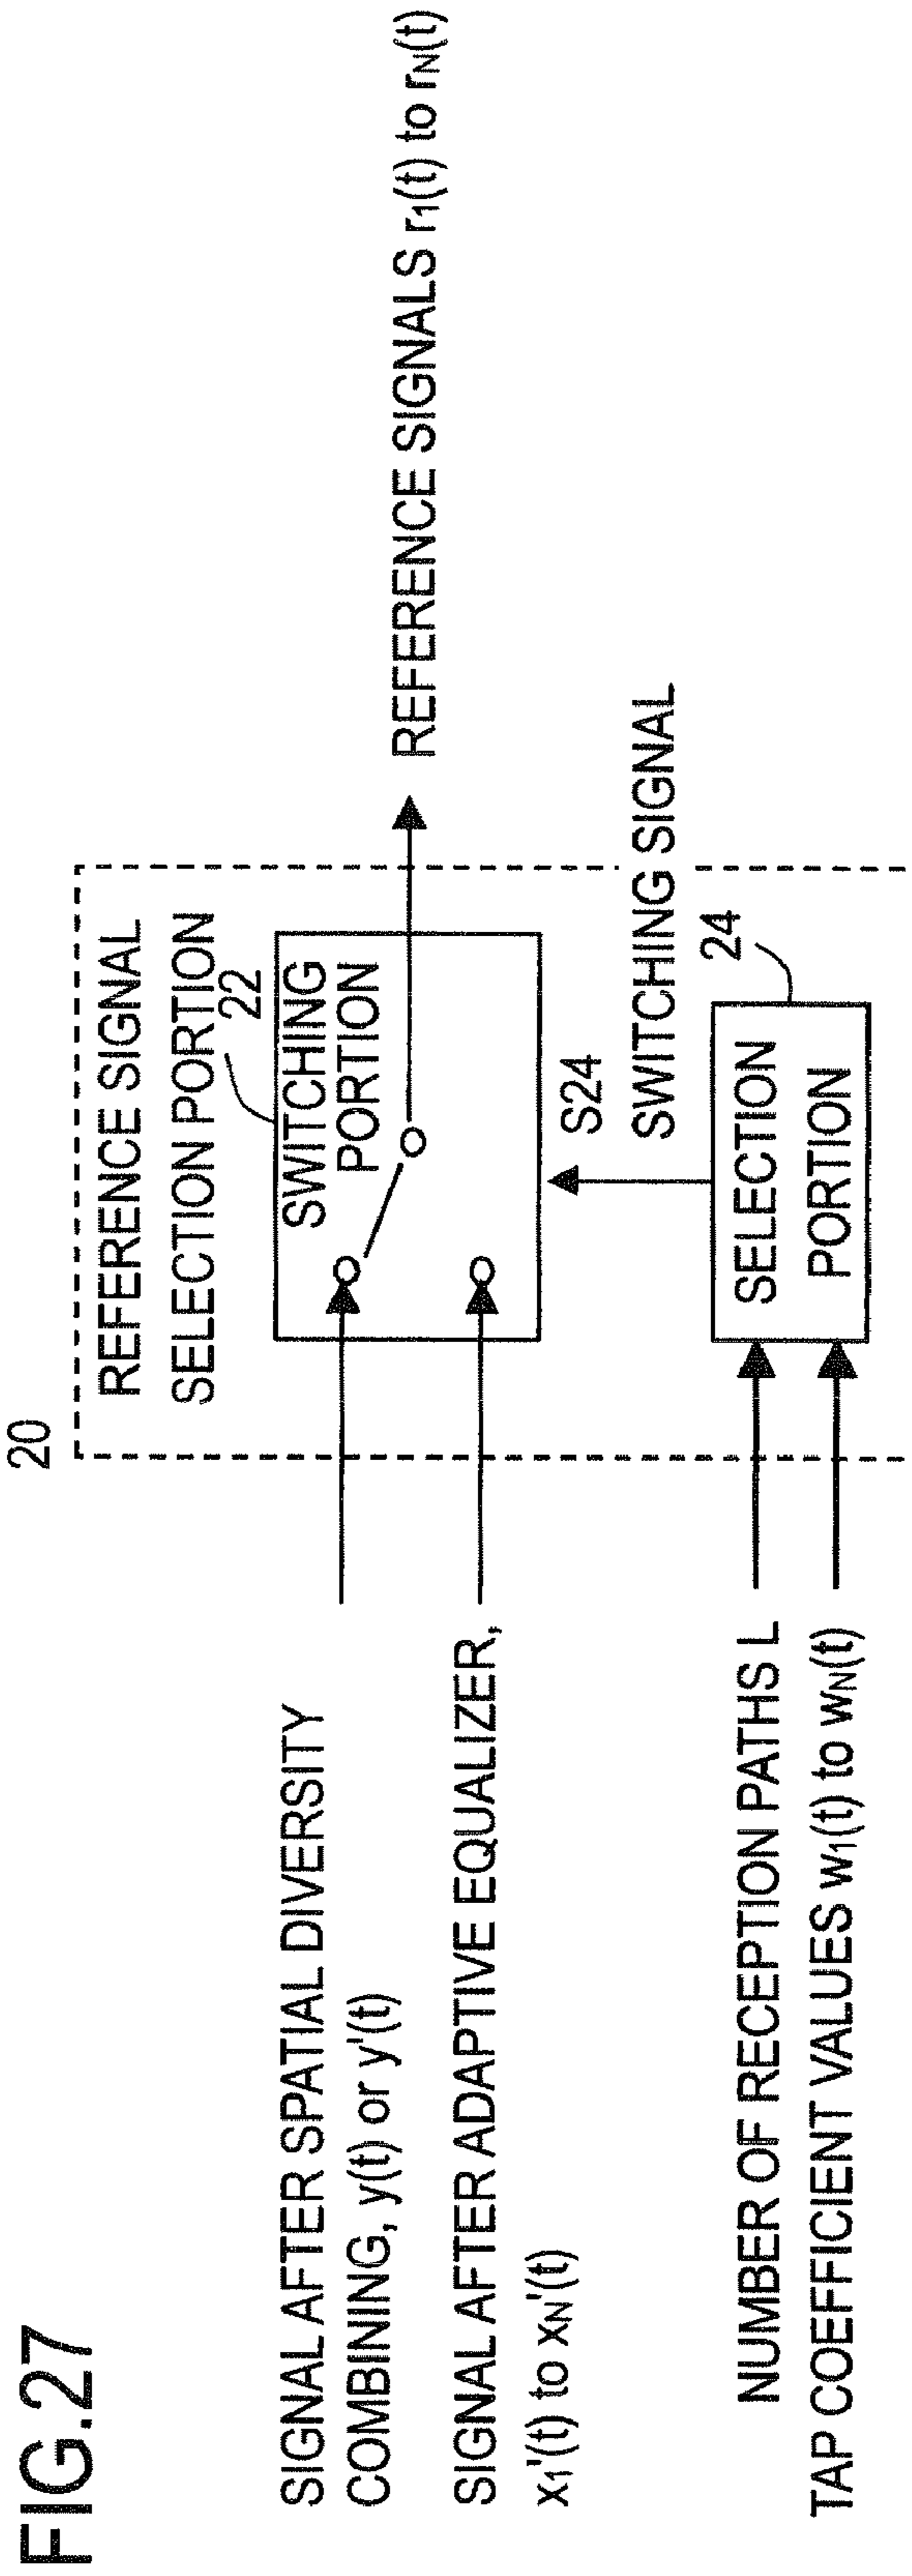 FIG.27
20
REFERENCE SIGNAL
SELECTION PORTION
22
SWITCHING
PORTION
SIGNAL AFTER SPATIAL DIVERSITY
COMBINING, y(t) or y'(t)
SIGNAL AFTER ADAPTIVE EQUALIZER,
x1'(t) to xN'(t)
REFERENCE SIGNALS r1(t) to rN(t)
S24
SWITCHING SIGNAL
24
SELECTION
PORTION
NUMBER OF RECEPTION PATHS L
TAP COEFFICIENT VALUES w1(t) to wN(t)